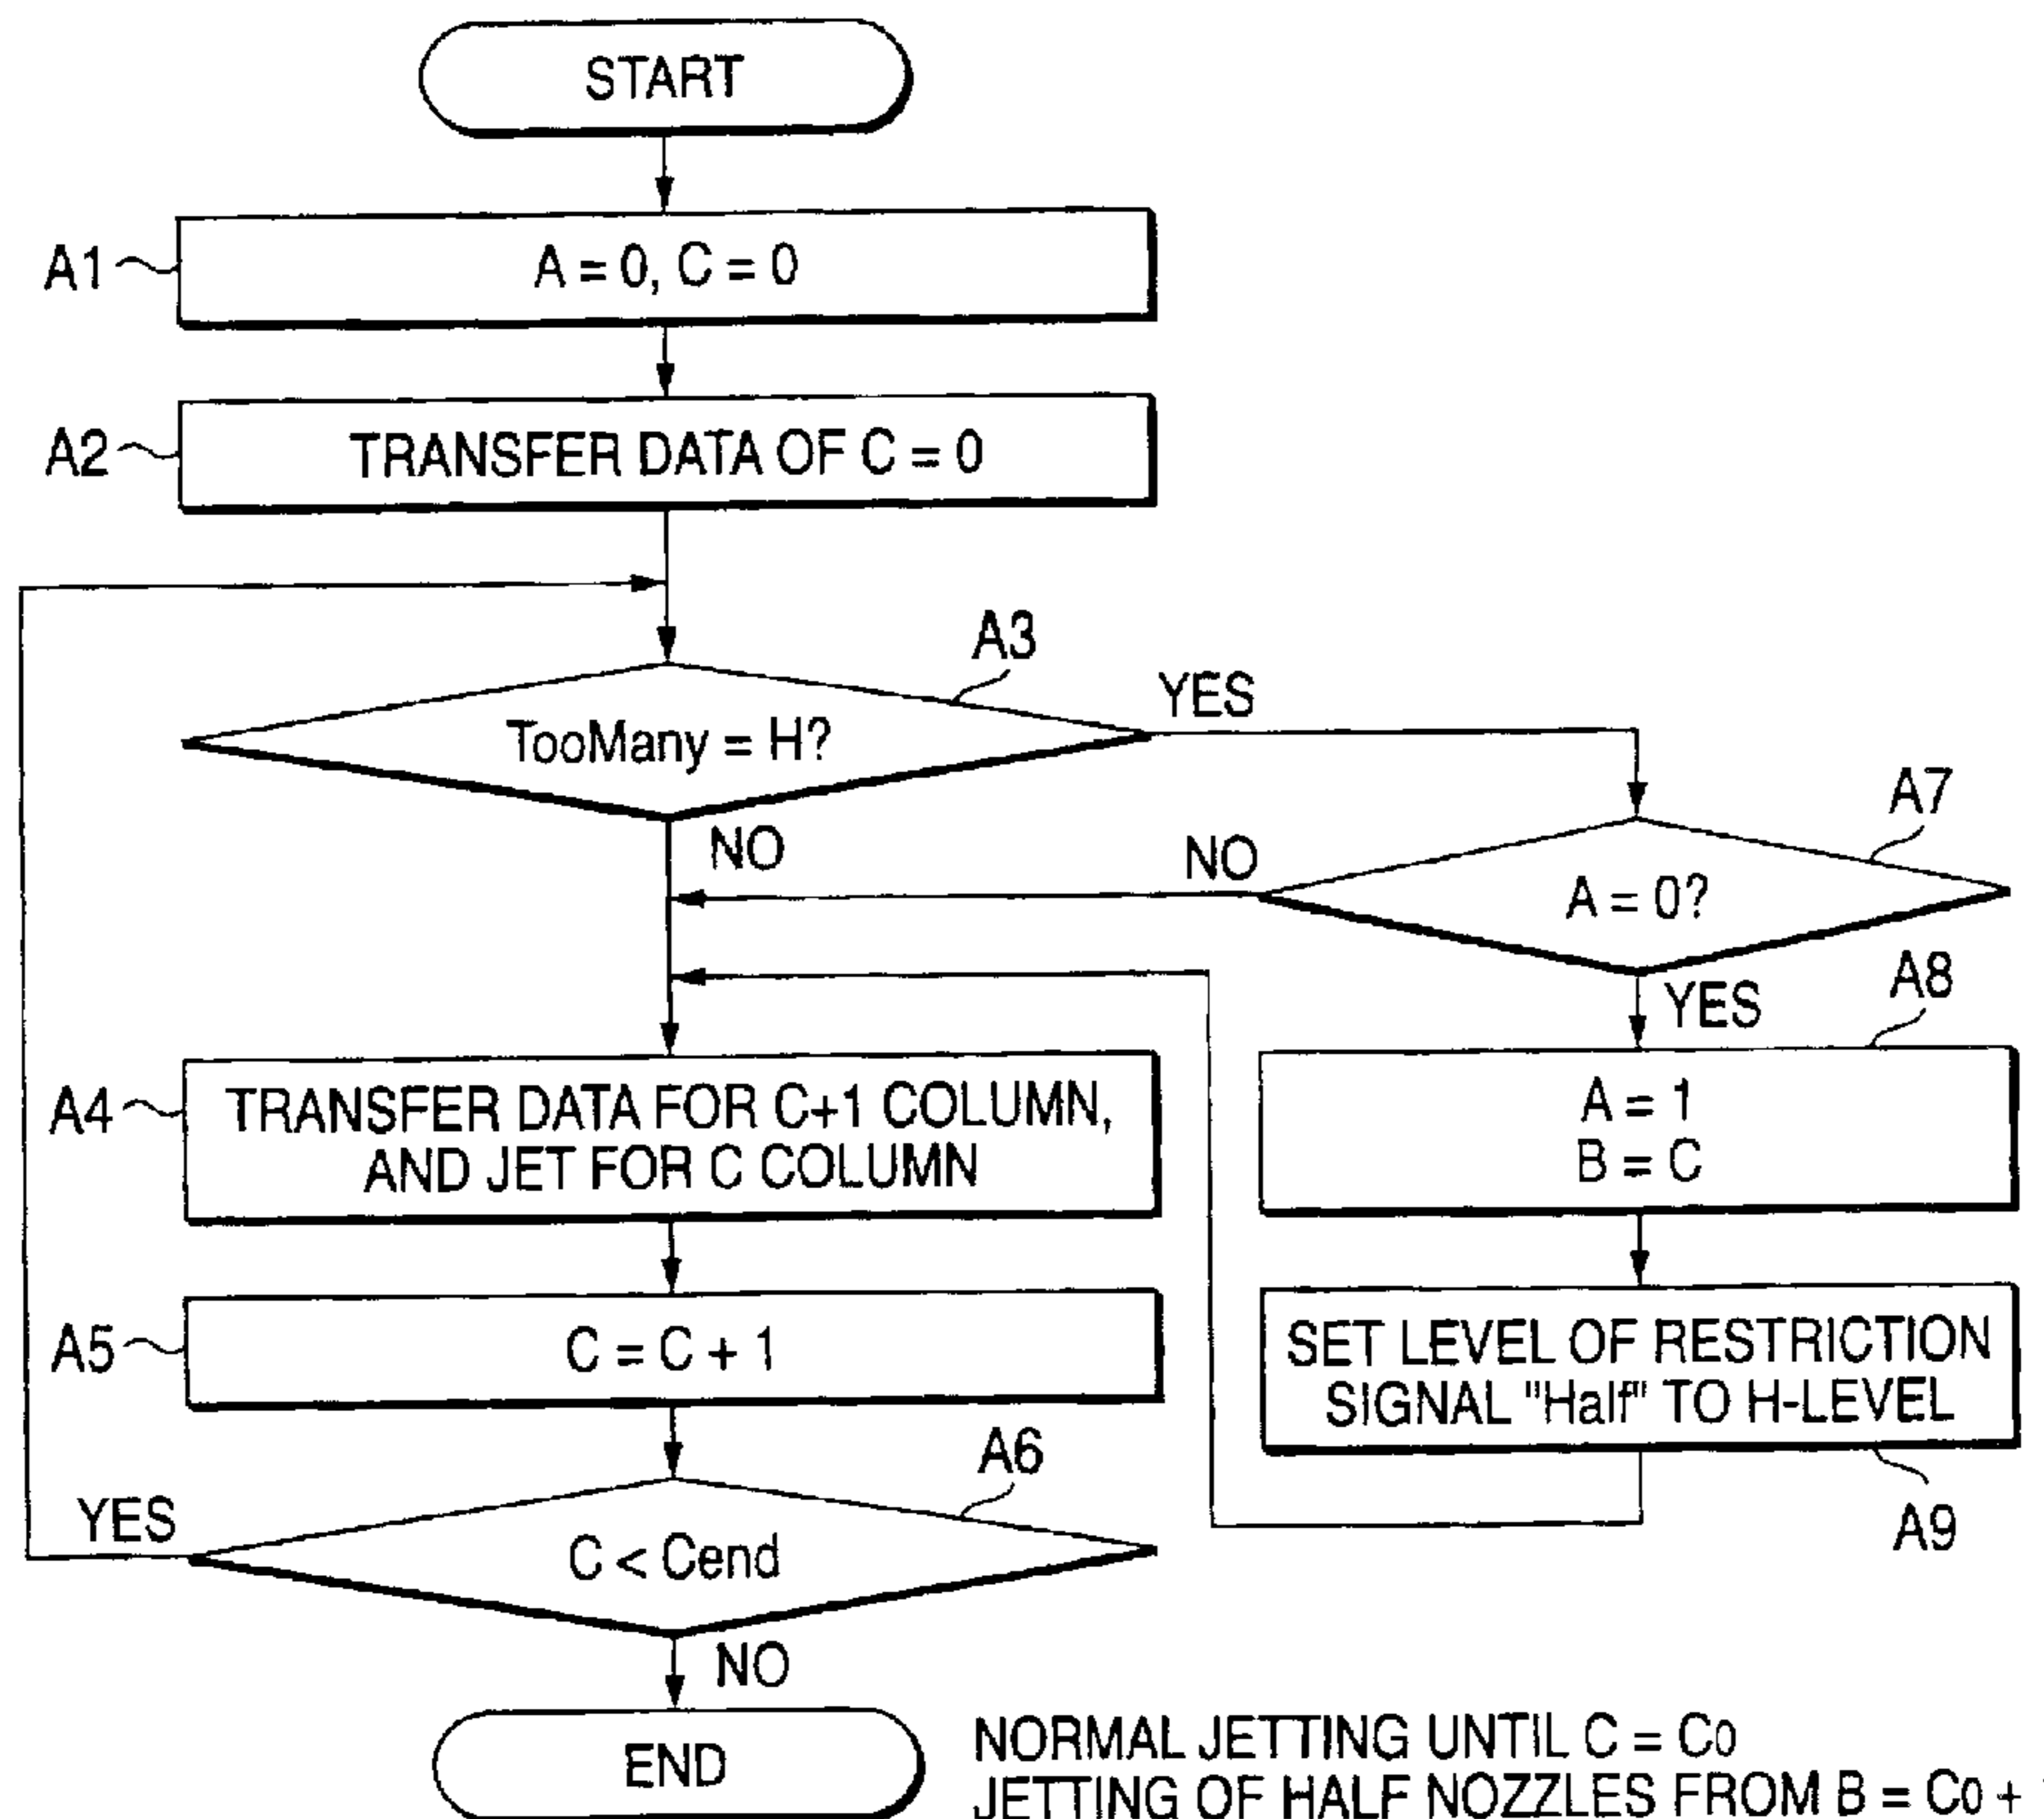 START
A1
A = 0, C = 0
A2
TRANSFER DATA OF C = 0
A3
TooMany = H?
YES
NO
A7
A = 0?
NO
YES
A8
A = 1
B = C
A4
TRANSFER DATA FOR C+1 COLUMN,
AND JET FOR C COLUMN
A5
C = C + 1
SET LEVEL OF RESTRICTION
SIGNAL "Half" TO H-LEVEL
A9
A6
C < Cend
YES
NO
END
NORMAL JETTING UNTIL C = C0
JETTING OF HALF NOZZLES FROM B = C0 +